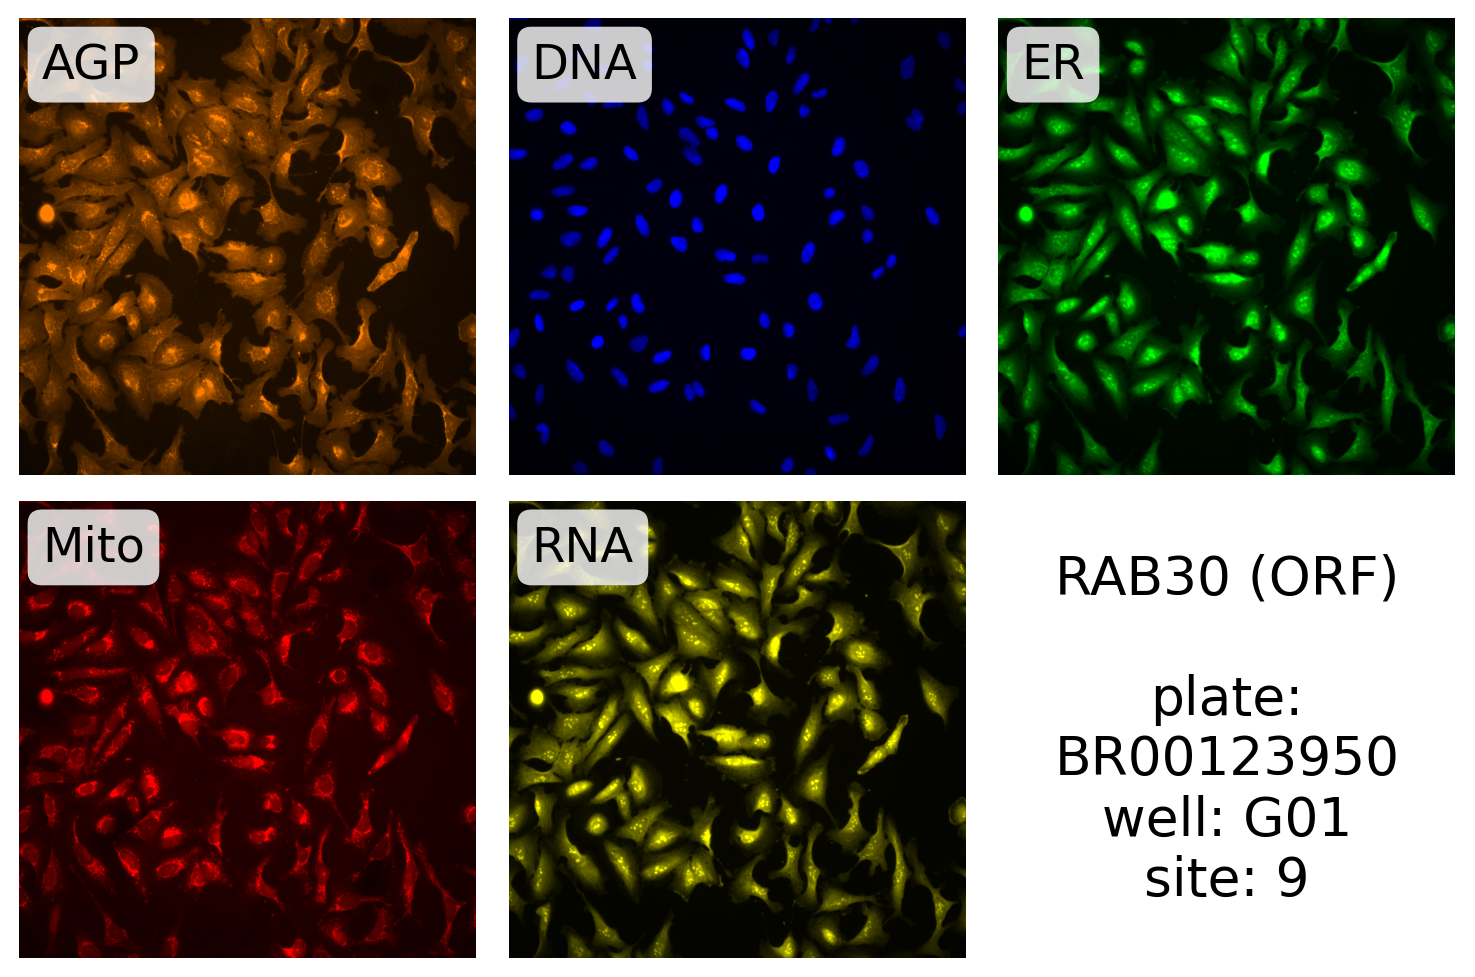 AGP
DNA
ER
Mito
RNA
RAB30 (ORF)
plate:
BR00123950
well: G01
site: 9